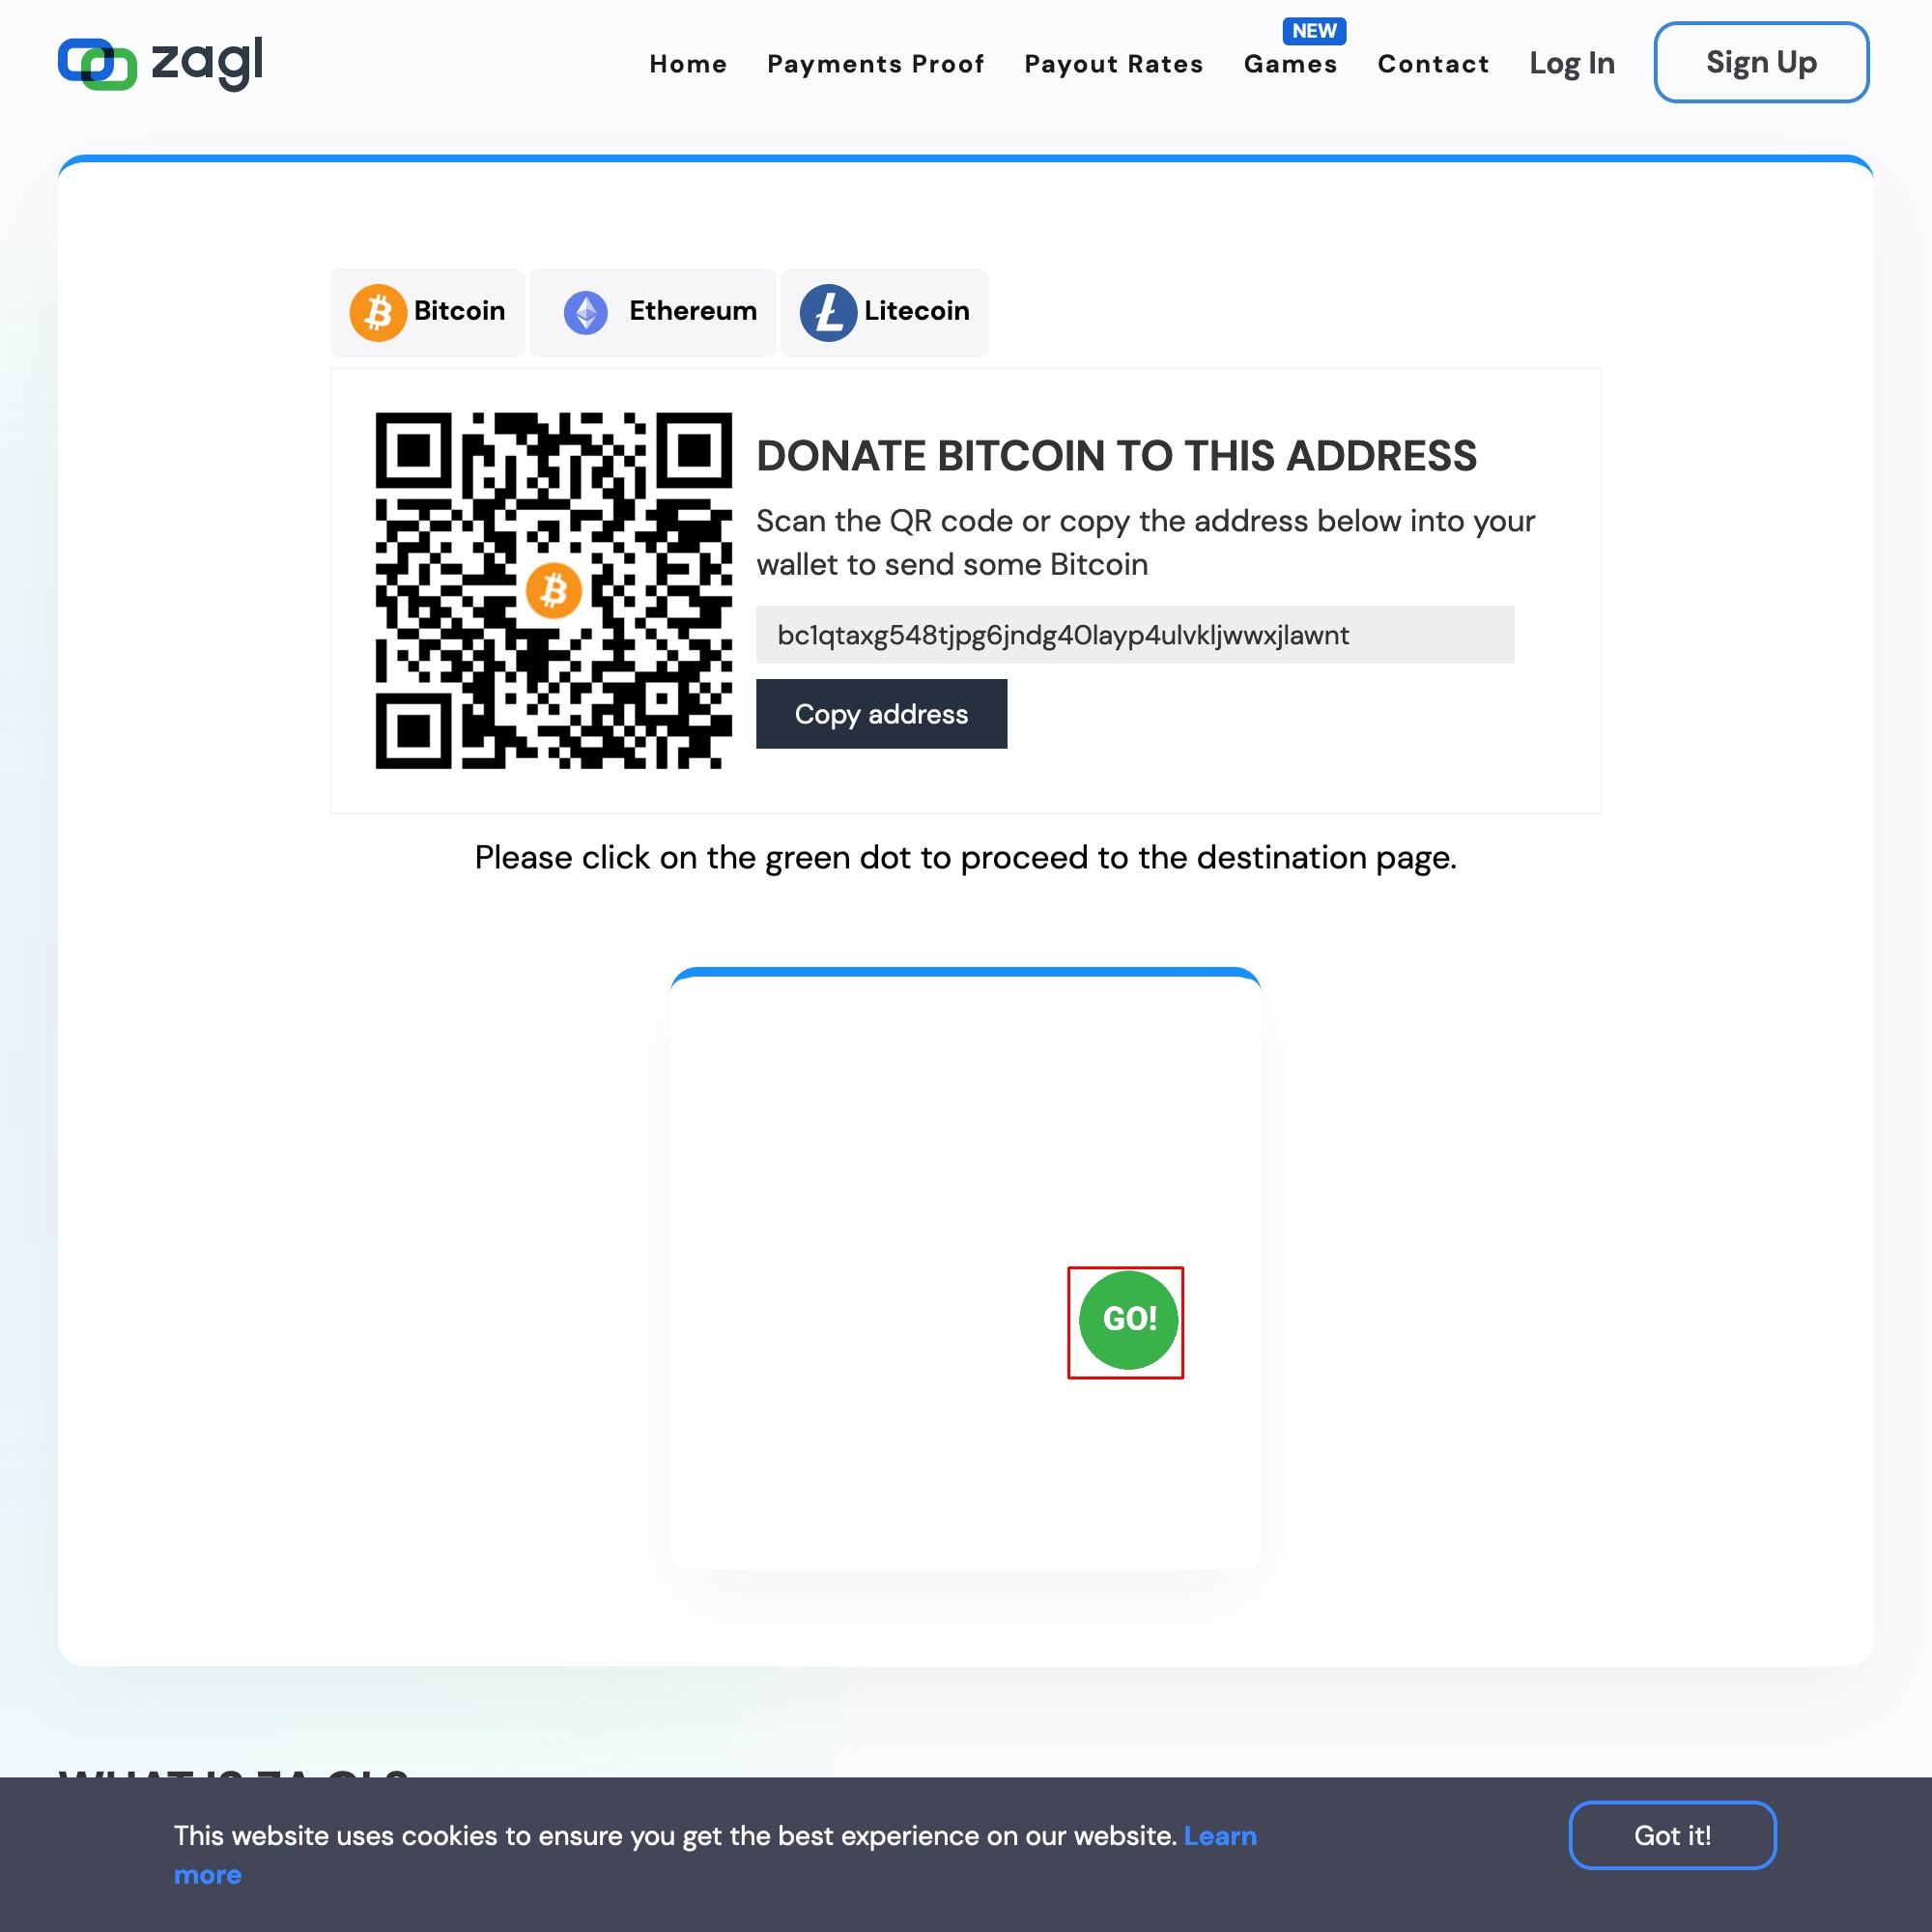 zagl
Home
Payments Proof
Payout Rates
NEW
Games
Contact
Log In
Sign Up
Bitcoin
Ethereum
Litecoin
DONATE BITCOIN TO THIS ADDRESS
Scan the QR code or copy the address below into your
wallet to send some Bitcoin
bc1qtaxg548tjpg6jndg40layp4ulvkljwwxjlawnt
Copy address
Please click on the green dot to proceed to the destination page.
GO!
This website uses cookies to ensure you get the best experience on our website. Learn
more
Got it!